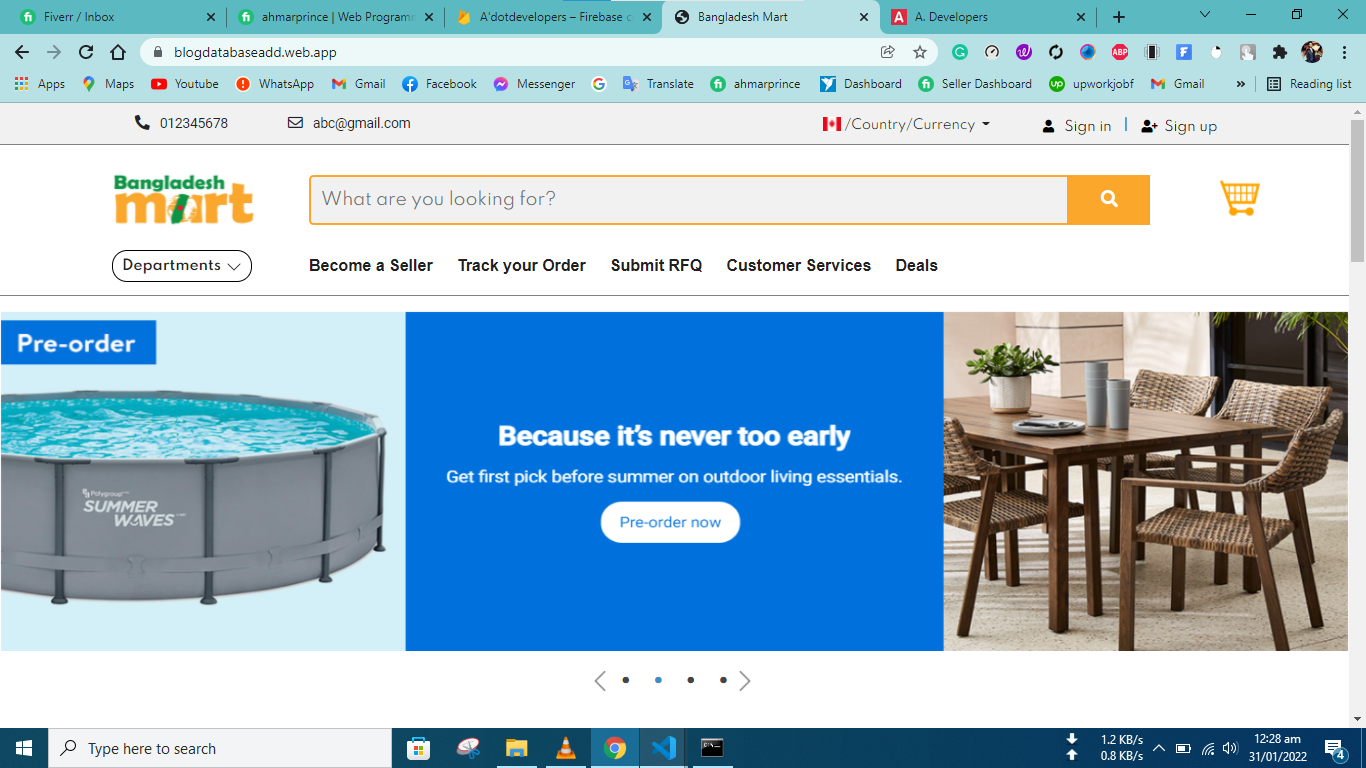 Fiverr / Inbox
ahmarprince | Web Programm
A'dotdevelopers – Firebase c
Bangladesh Mart
A. Developers
blogdatabaseadd.web.app
ABP
Apps
Maps
Youtube
WhatsApp
Gmail
Facebook
Messenger
Translate
ahmarprince
Dashboard
Seller Dashboard
upworkjobf
Gmail
»
Reading list
012345678
abc@gmail.com
/Country/Currency
Sign in
Sign up
Bangladesh
mart
What are you looking for?
Departments
Become a Seller
Track your Order
Submit RFQ
Customer Services
Deals
Pre-order
Polygroup
SUMMER
WAVES
Because it's never too early
Get first pick before summer on outdoor living essentials.
Pre-order now
Type here to search
1.2 KB/s
0.8 KB/s
12:28 am
31/01/2022
4